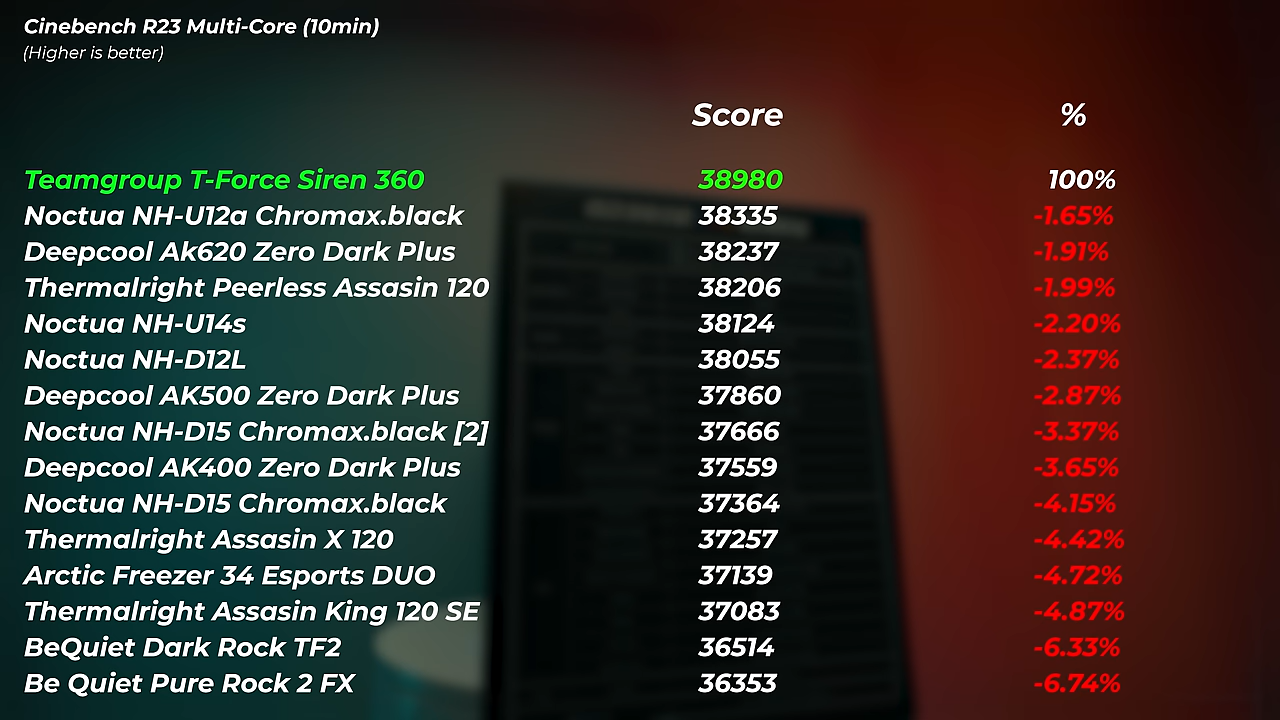 Cinebench R23 Multi-Core (10min)
(Higher is better)
Score %
Teamgroup T-Force Siren 360 38980 100%
Noctua NH-U12a Chromax.black 38335 -1.65%
Deepcool Ak620 Zero Dark Plus 38237 -1.91%
Thermalright Peerless Assasin 120 38206 -1.99%
Noctua NH-U14s 38124 -2.20%
Noctua NH-D12L 38055 -2.37%
Deepcool AK500 Zero Dark Plus 37860 -2.87%
Noctua NH-D15 Chromax.black [2] 37666 -3.37%
Deepcool AK400 Zero Dark Plus 37559 -3.65%
Noctua NH-D15 Chromax.black 37364 -4.15%
Thermalright Assasin X 120 37257 -4.42%
Arctic Freezer 34 Esports DUO 37139 -4.72%
Thermalright Assasin King 120 SE 37083 -4.87%
BeQuiet Dark Rock TF2 36514 -6.33%
Be Quiet Pure Rock 2 FX 36353 -6.74%